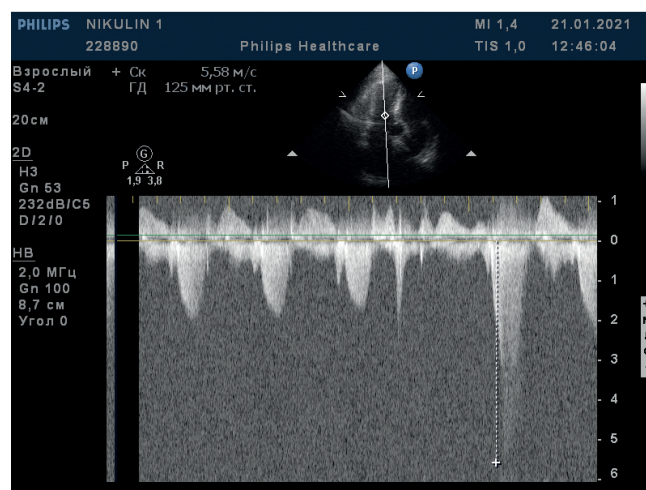 PHILIPS NIKULIN 1 MI 1,4 21.01.2021
228890 Philips Healthcare TIS 1,0 12:46:04
Взрослый + Ск 5,58 м/с
S4-2 ГД 125 мм рт. ст.
P
20см
2D
G
P R
1,9 3,8
Н3
Gn 53
232dB/C5
D/2/0
НВ
2,0 МГц
Gn 100
8,7 см
Угол 0
1
0
1
2
3
4
5
6